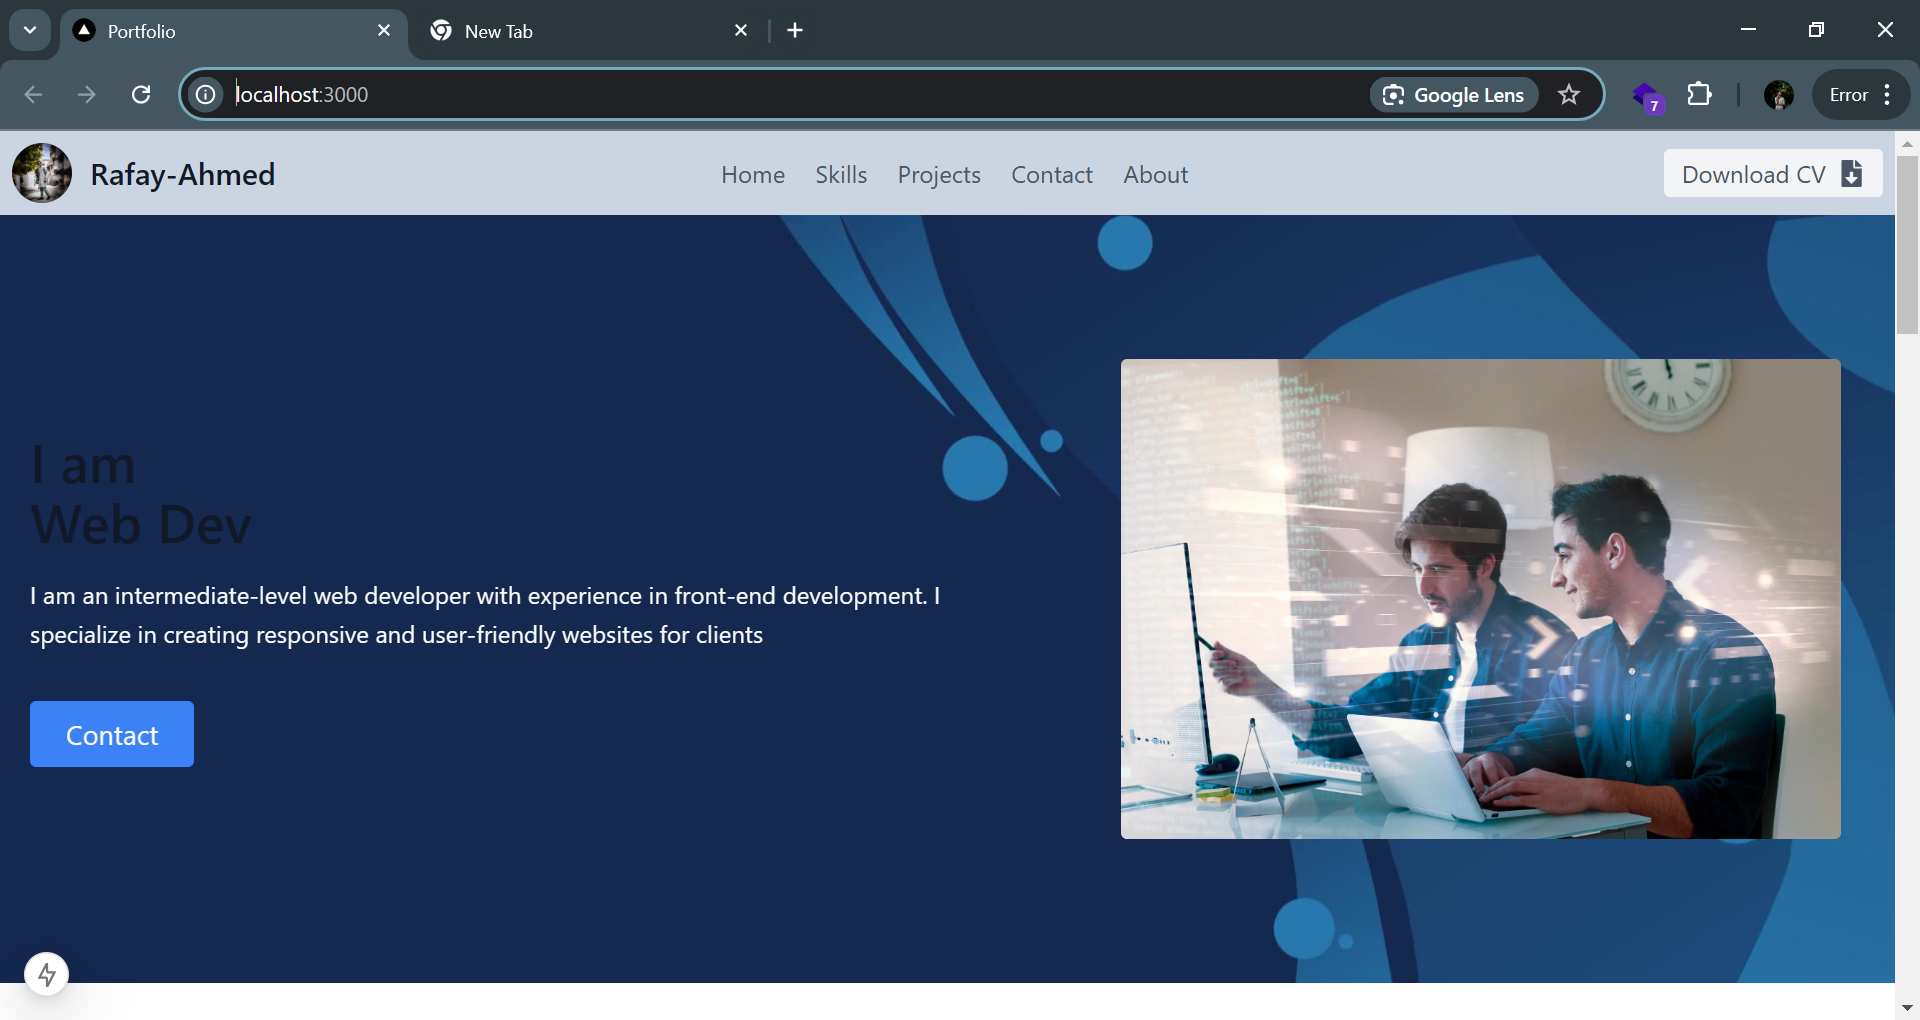 Portfolio
New Tab
localhost:3000
Google Lens
7
Error
Rafay-Ahmed
Home
Skills
Projects
Contact
About
Download CV
I am
Web Dev
I am an intermediate-level web developer with experience in front-end development. I
specialize in creating responsive and user-friendly websites for clients
Contact